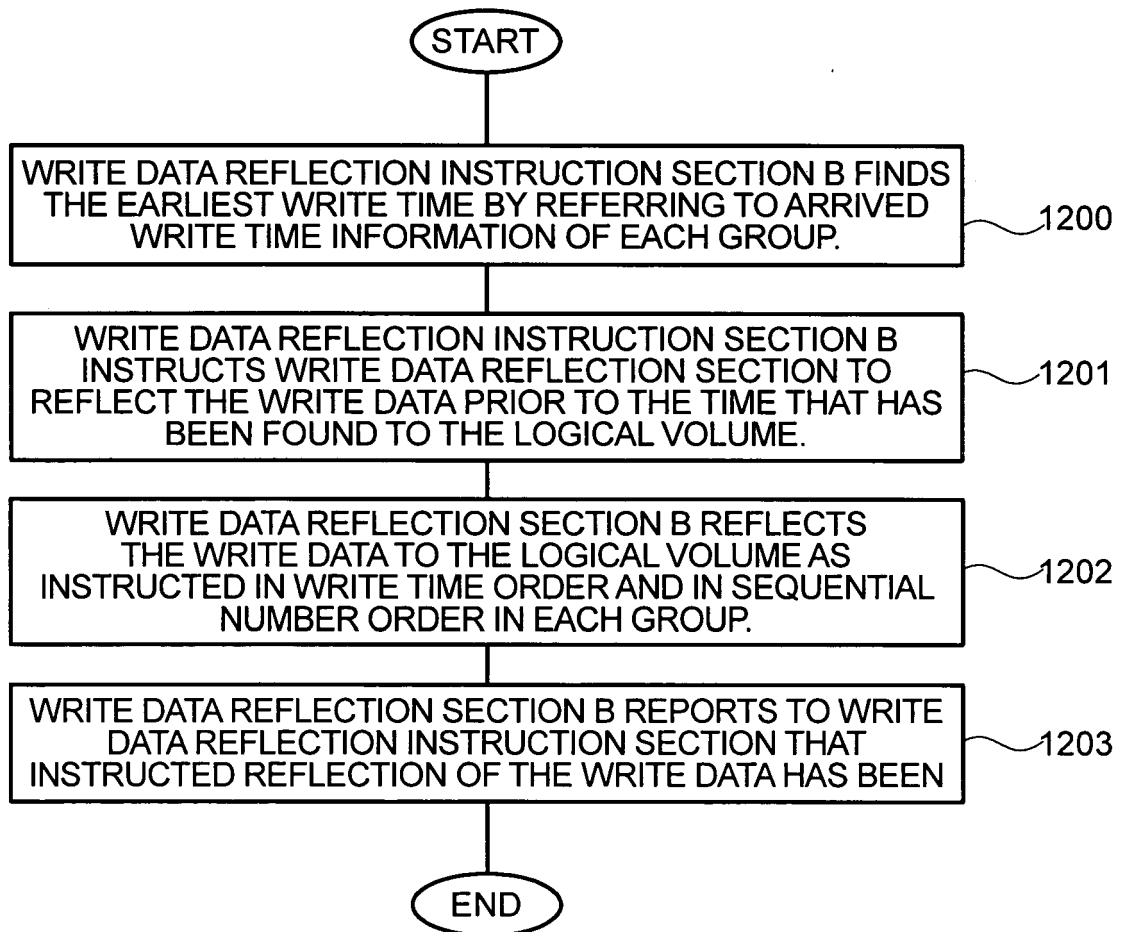 START
WRITE DATA REFLECTION INSTRUCTION SECTION B FINDS
THE EARLIEST WRITE TIME BY REFERRING TO ARRIVED
WRITE TIME INFORMATION OF EACH GROUP.
1200
WRITE DATA REFLECTION INSTRUCTION SECTION B
INSTRUCTS WRITE DATA REFLECTION SECTION TO
REFLECT THE WRITE DATA PRIOR TO THE TIME THAT HAS
BEEN FOUND TO THE LOGICAL VOLUME.
1201
WRITE DATA REFLECTION SECTION B REFLECTS
THE WRITE DATA TO THE LOGICAL VOLUME AS
INSTRUCTED IN WRITE TIME ORDER AND IN SEQUENTIAL
NUMBER ORDER IN EACH GROUP.
1202
WRITE DATA REFLECTION SECTION B REPORTS TO WRITE
DATA REFLECTION INSTRUCTION SECTION THAT
INSTRUCTED REFLECTION OF THE WRITE DATA HAS BEEN
1203
END